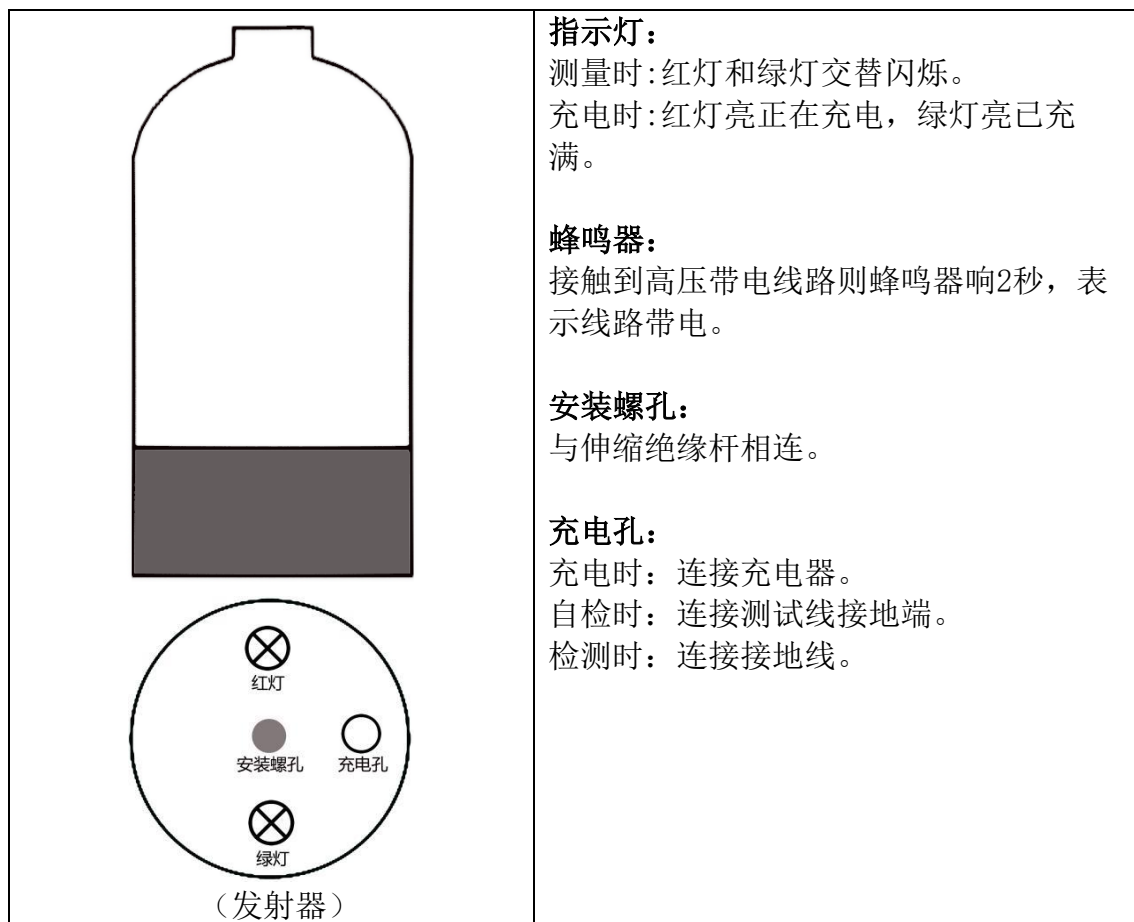 红灯
安装螺孔
充电孔
绿灯
（发射器）
指示灯：
测量时:红灯和绿灯交替闪烁。
充电时:红灯亮正在充电，绿灯亮已充
满。
蜂鸣器：
接触到高压带电线路则蜂鸣器响2秒，表
示线路带电。
安装螺孔：
与伸缩绝缘杆相连。
充电孔：
充电时：连接充电器。
自检时：连接测试线接地端。
检测时：连接接地线。